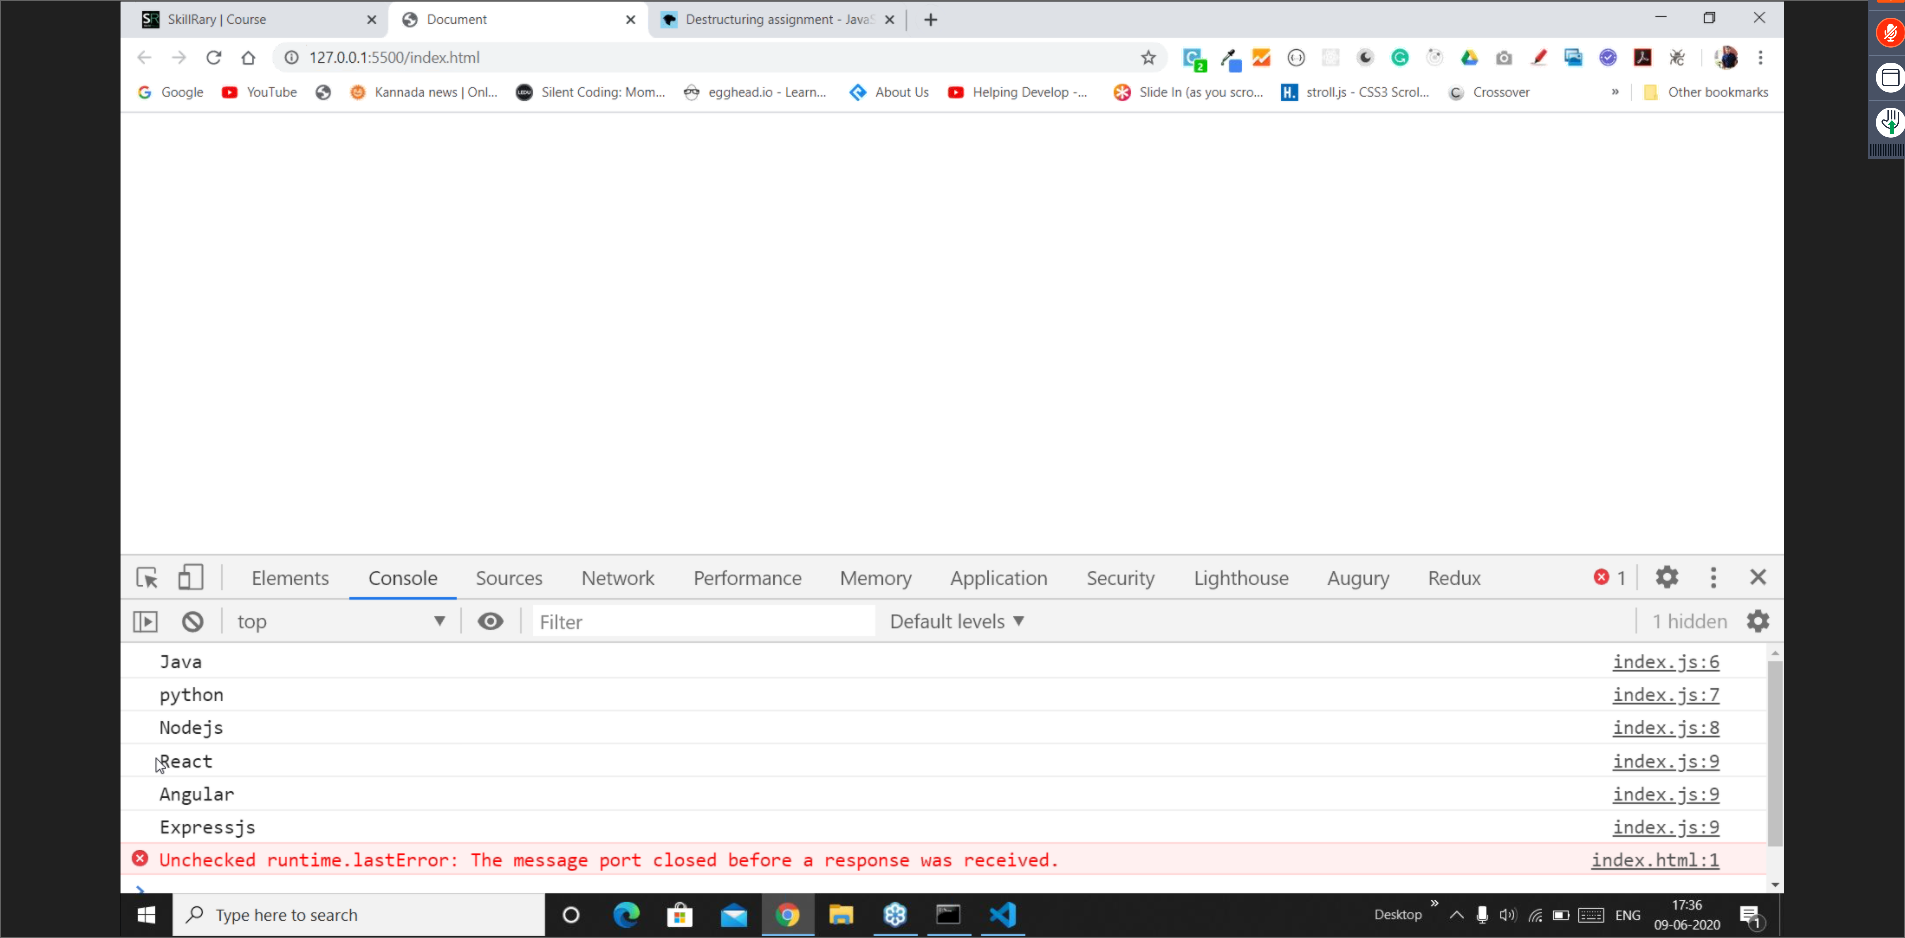 SkillRary | Course
Document
Destructuring assignment - JavaS
127.0.0.1:5500/index.html
2
Google
YouTube
Kannada news | Onl...
Silent Coding: Mom...
egghead.io - Learn...
About Us
Helping Develop -...
Slide In (as you scro...
H.
stroll.js - CSS3 Scrol...
Crossover
»
Other bookmarks
Elements
Console
Sources
Network
Performance
Memory
Application
Security
Lighthouse
Augury
Redux
1
top
Filter
Default levels
1 hidden
Java index.js:6
python index.js:7
Nodejs index.js:8
React index.js:9
Angular index.js:9
Expressjs index.js:9
Unchecked runtime.lastError: The message port closed before a response was received. index.html:1
Type here to search
Desktop
»
ENG
17:36
09-06-2020
1